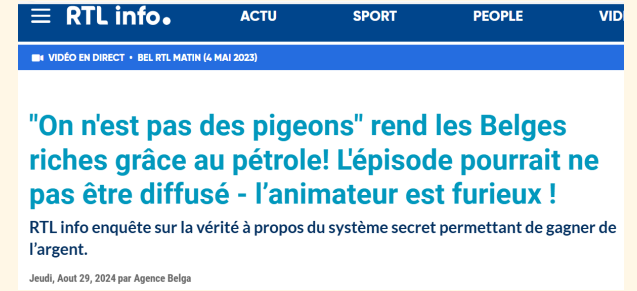 RTL info.
ACTU
SPORT
PEOPLE
VIDÉO EN DIRECT • BEL RTL MATIN (4 MAI 2023)
"On n'est pas des pigeons" rend les Belges
riches grâce au pétrole! L'épisode pourrait ne
pas être diffusé - l’animateur est furieux !
RTL info enquête sur la vérité à propos du système secret permettant de gagner de
l’argent.
Jeudi, Aout 29, 2024 par Agence Belga